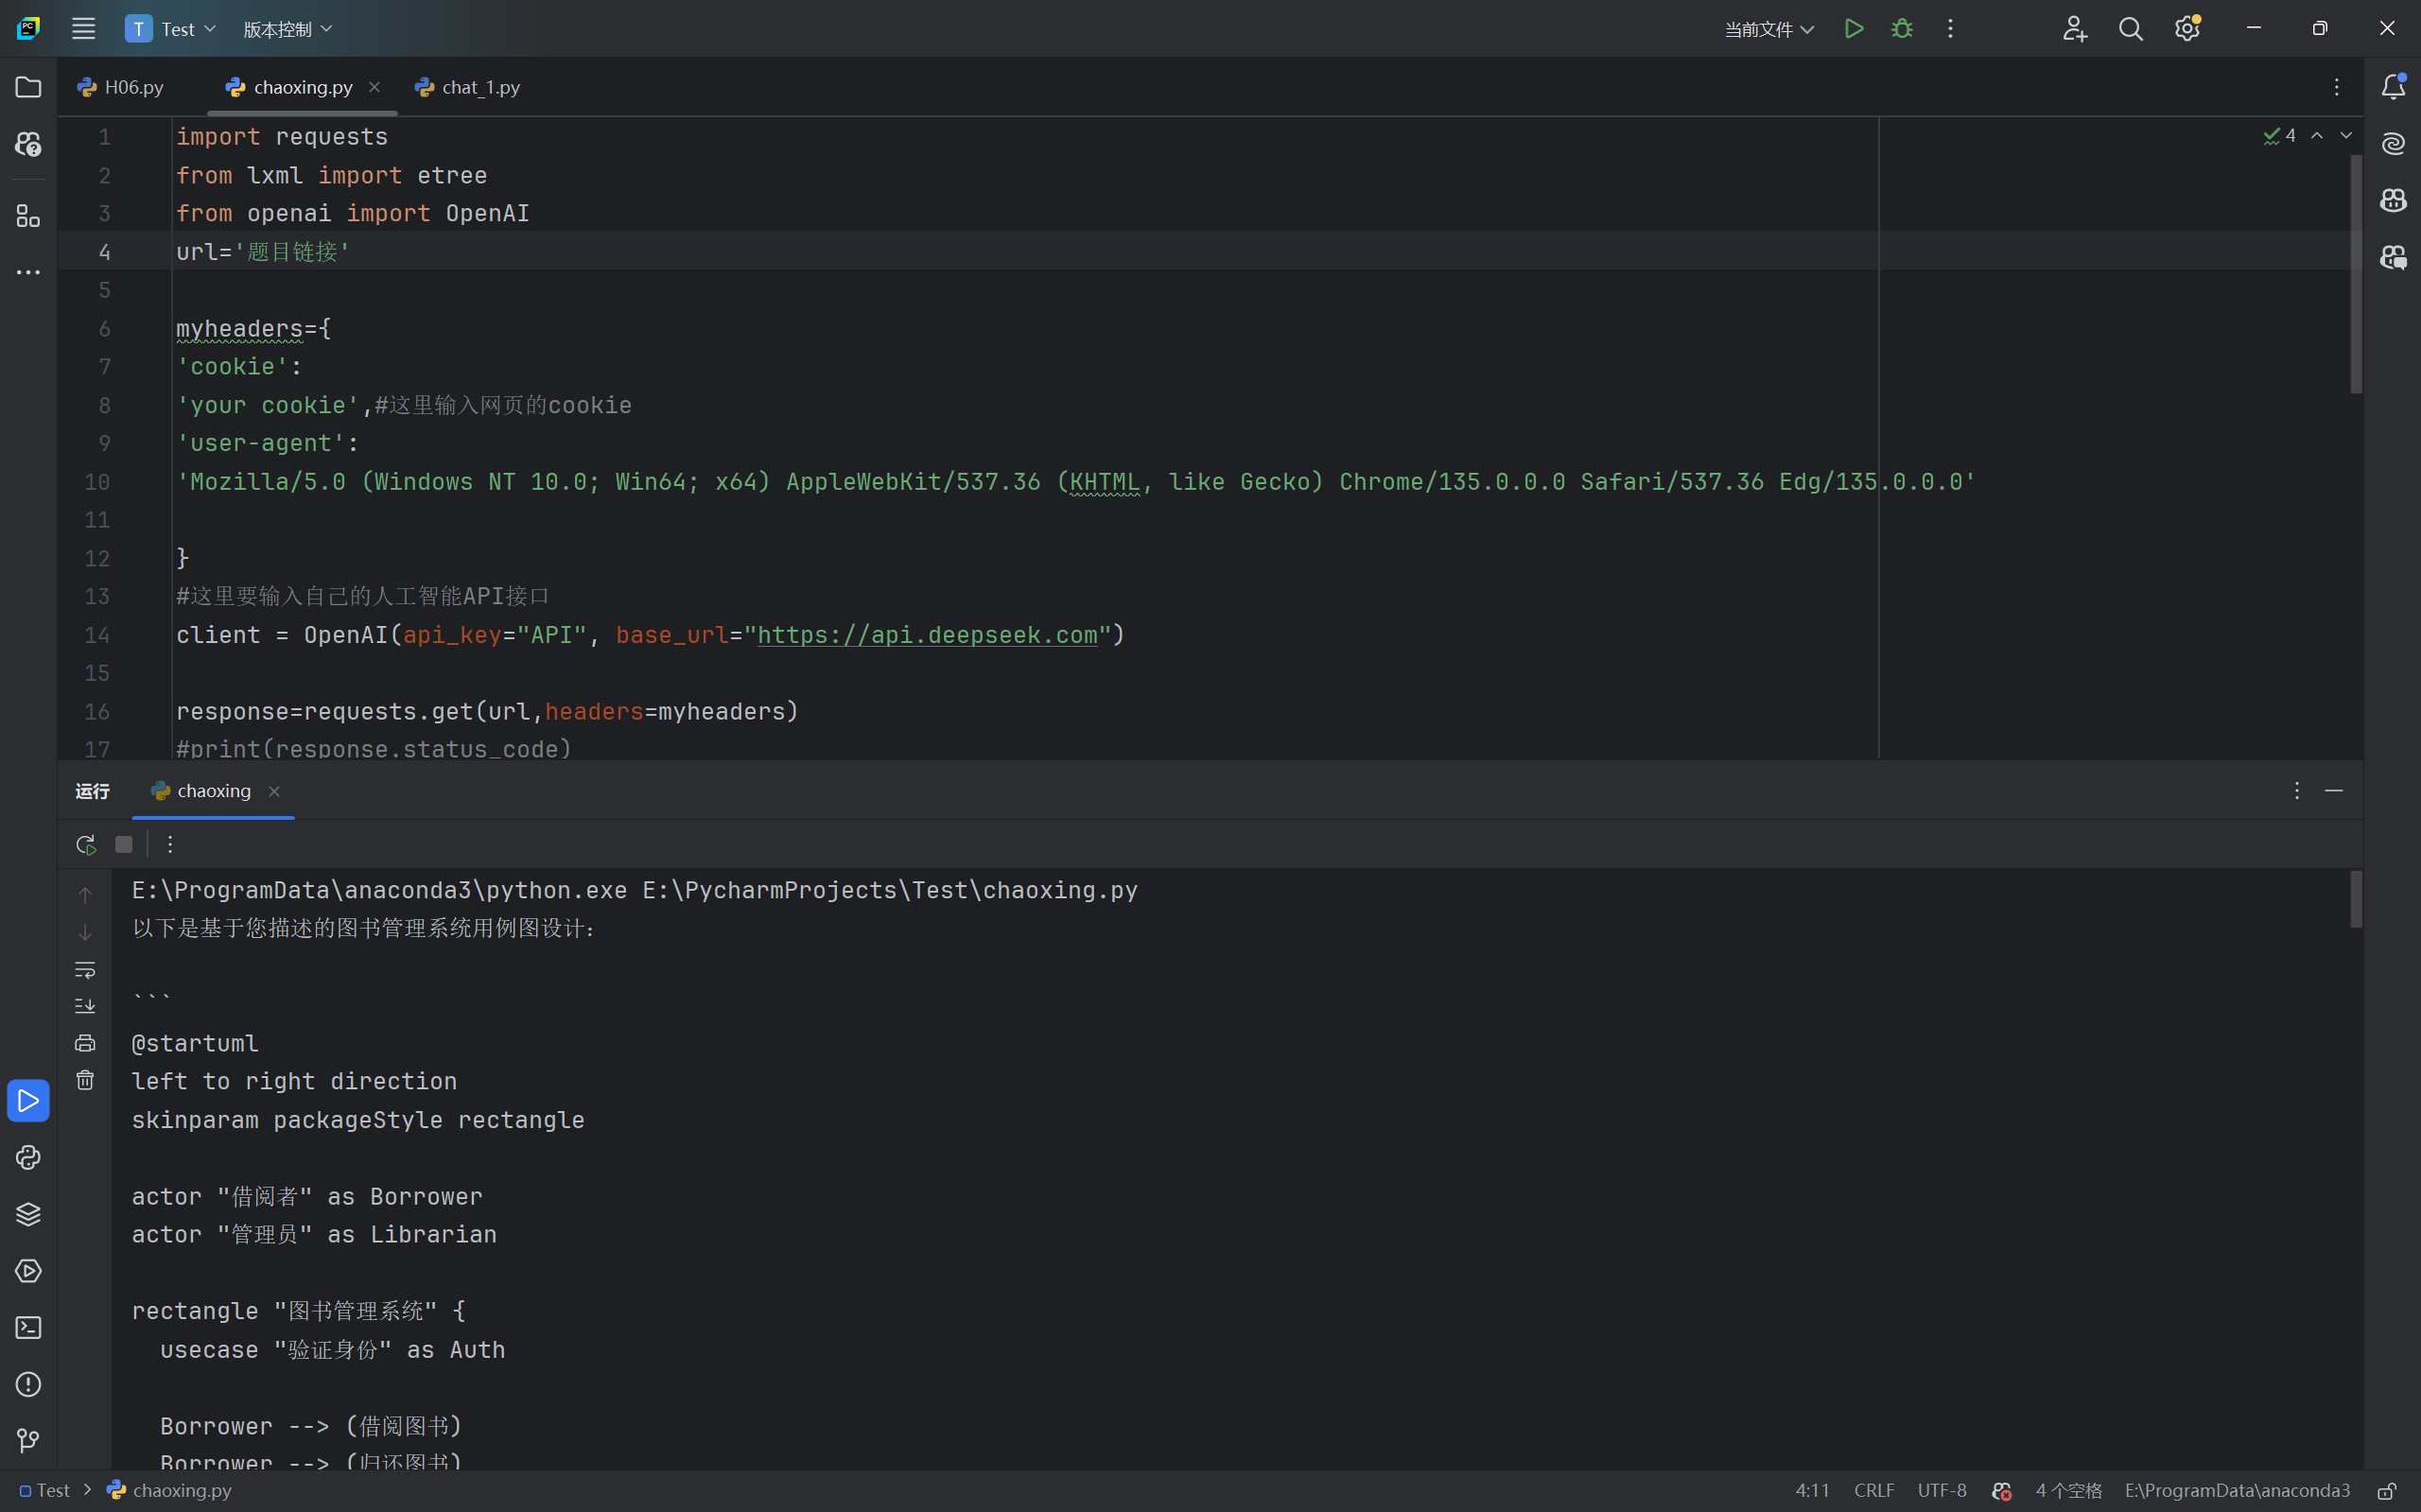 T Test 版本控制 当前文件
H06.py chaoxing.py chat_1.py
1 import requests
2 from lxml import etree
3 from openai import OpenAI
4 url='题目链接'
5
6 myheaders={
7 'cookie':
8 'your cookie',#这里输入网页的cookie
9 'user-agent':
10 'Mozilla/5.0 (Windows NT 10.0; Win64; x64) AppleWebKit/537.36 (KHTML, like Gecko) Chrome/135.0.0.0 Safari/537.36 Edg/135.0.0.0'
11
12 }
13 #这里要输入自己的人工智能API接口
14 client = OpenAI(api_key="API", base_url="https://api.deepseek.com")
15
16 response=requests.get(url,headers=myheaders)
17 #print(response.status_code)
4
运行 chaoxing
E:\ProgramData\anaconda3\python.exe E:\PycharmProjects\Test\chaoxing.py
以下是基于您描述的图书管理系统用例图设计：
```
@startuml
left to right direction
skinparam packageStyle rectangle
actor "借阅者" as Borrower
actor "管理员" as Librarian
rectangle "图书管理系统" {
usecase "验证身份" as Auth
Borrower --> (借阅图书)
Borrower --> (归还图书)
Test > chaoxing.py 4:11 CRLF UTF-8 4 个空格 E:\ProgramData\anaconda3